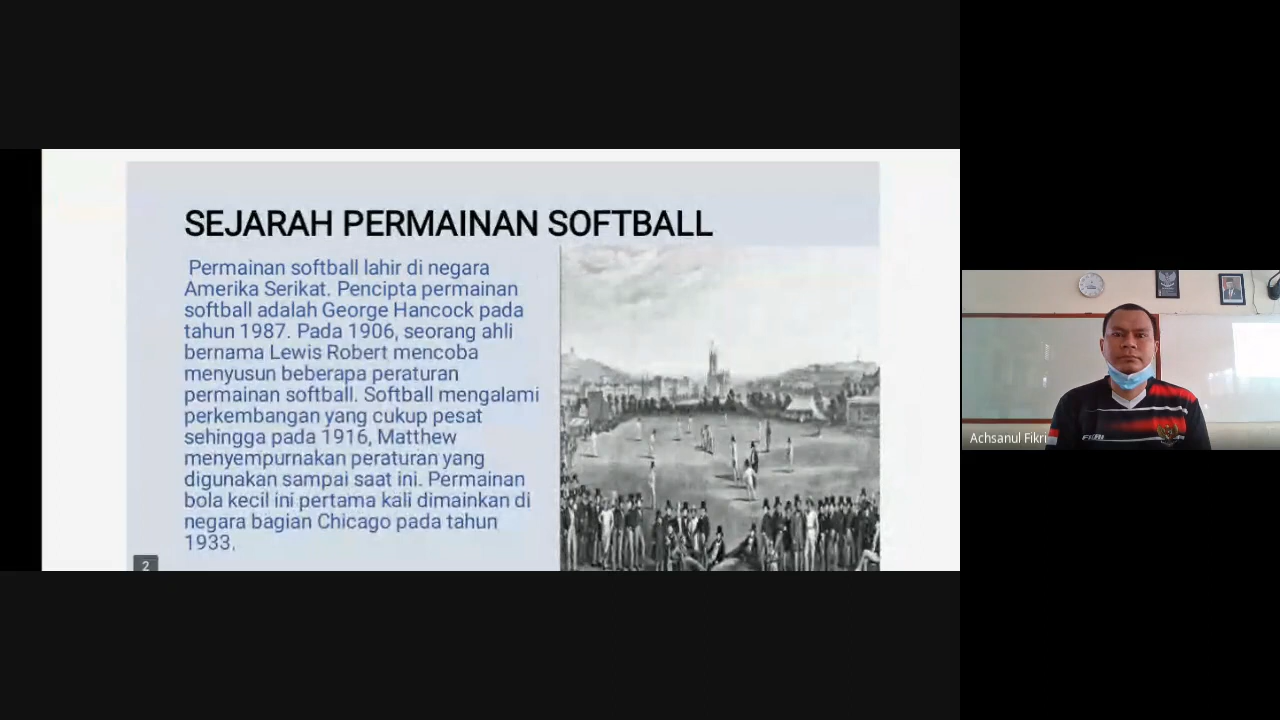 SEJARAH PERMAINAN SOFTBALL
Permainan softball lahir di negara
Amerika Serikat. Pencipta permainan
softball adalah George Hancock pada
tahun 1987. Pada 1906, seorang ahli
bernama Lewis Robert mencoba
menyusun beberapa peraturan
permainan softball. Softball mengalami
perkembangan yang cukup pesat
sehingga pada 1916, Matthew
menyempurnakan peraturan yang
digunakan sampai saat ini. Permainan
bola kecil ini pertama kali dimainkan di
negara bagian Chicago pada tahun
1933.
2
Achsanul Fikri
FIKRI